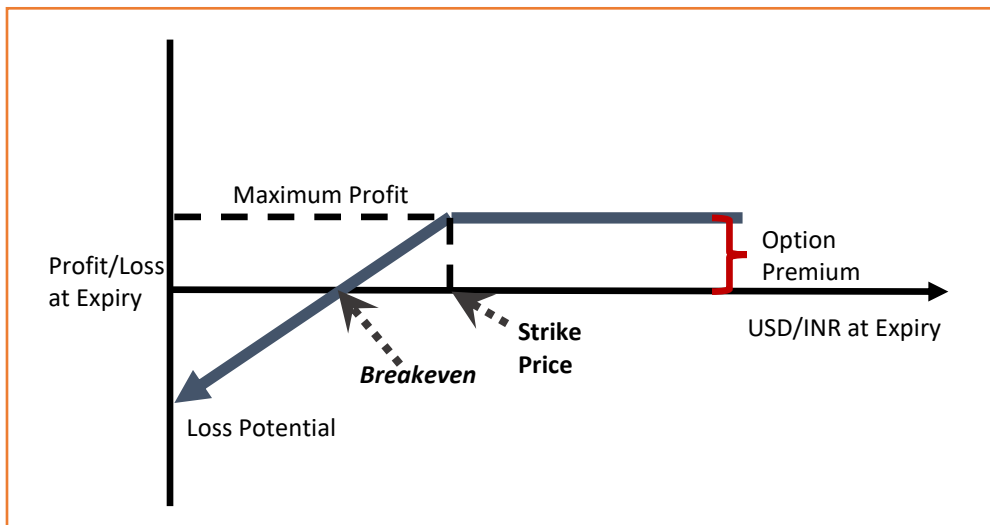 Maximum Profit
Profit/Loss
at Expiry
Option
Premium
USD/INR at Expiry
Strike
Price
Breakeven
Loss Potential